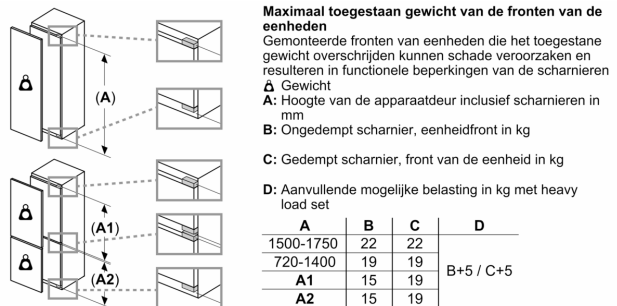 Maximaal toegestaan gewicht van de fronten van de
eenheden
Gemonteerde fronten van eenheden die het toegestane
gewicht overschrijden kunnen schade veroorzaken en
resulteren in functionele beperkingen van de scharnieren
Gewicht
A: Hoogte van de apparaatdeur inclusief scharnieren in
mm
B: Ongedempt scharnier, eenheidfront in kg
C: Gedempt scharnier, front van de eenheid in kg
D: Aanvullende mogelijke belasting in kg met heavy
load set
A B C D
1500-1750 22 22
720-1400 19 19
B+5 / C+5
A1 15 19
A2 15 19
(A)
(A1)
(A2)